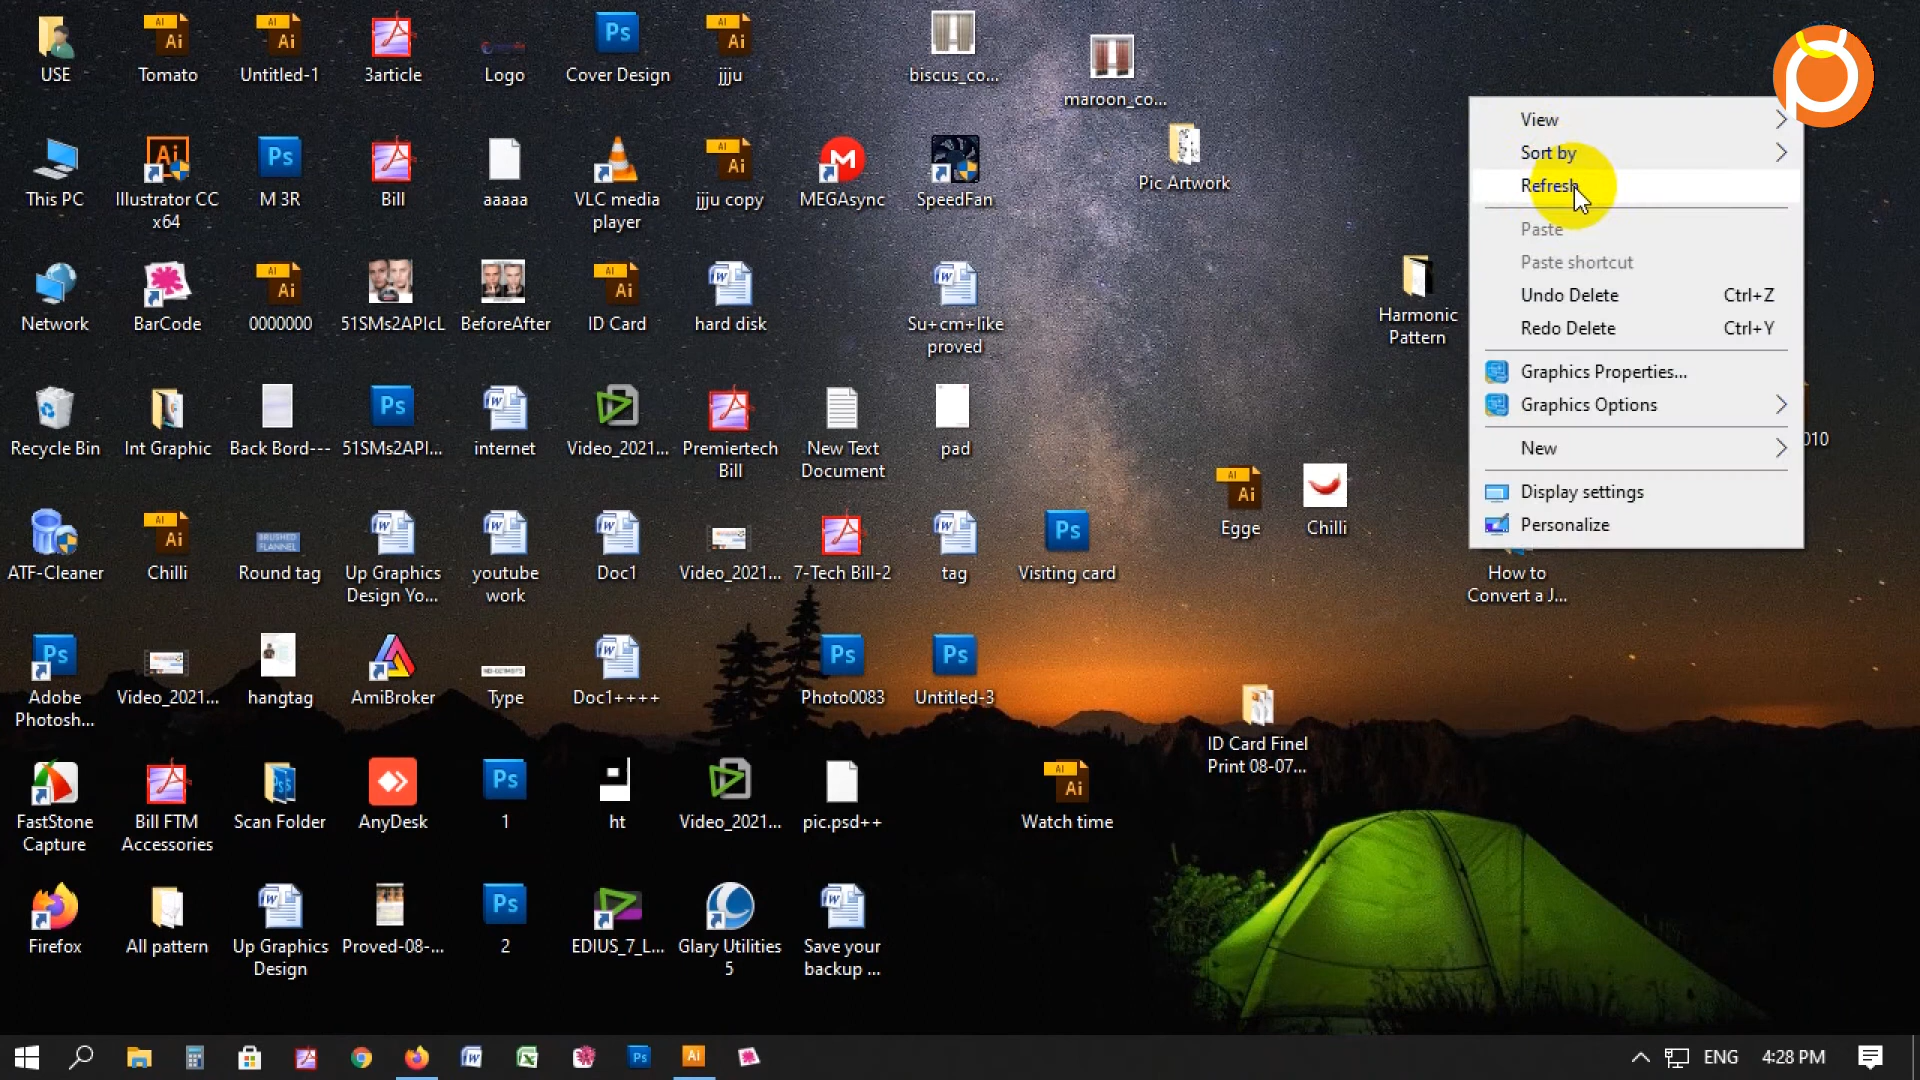 USE
Tomato
Untitled-1
3article
Logo
Cover Design
jjju
biscus_co...
maroon_co...
This PC
Illustrator CC
x64
M 3R
Bill
aaaaa
VLC media
player
jjju copy
MEGAsync
SpeedFan
Pic Artwork
Network
BarCode
0000000
51SMs2APIcL
BeforeAfter
ID Card
hard disk
Su+cm+like
proved
Harmonic
Pattern
Recycle Bin
Int Graphic
Back Bord---
51SMs2API...
internet
Video_2021...
Premiertech
Bill
New Text
Document
pad
Egge
Chilli
010
ATF-Cleaner
Chilli
BRUSHED
FLANNEL
Round tag
Up Graphics
Design Yo...
youtube
work
Doc1
Video_2021...
7-Tech Bill-2
tag
Visiting card
How to
Convert a J...
Adobe
Photosh...
Video_2021...
hangtag
AmiBroker
Type
Doc1++++
Photo0083
Untitled-3
ID Card Finel
Print 08-07...
FastStone
Capture
Bill FTM
Accessories
Scan Folder
AnyDesk
1
ht
Video_2021...
pic.psd++
Watch time
Firefox
All pattern
Up Graphics
Design
Proved-08-...
2
EDIUS_7_L...
Glary Utilities
5
Save your
backup ...
View
Sort by
Refresh
Paste
Paste shortcut
Undo Delete Ctrl+Z
Redo Delete Ctrl+Y
Graphics Properties...
Graphics Options
New
Display settings
Personalize
ENG
4:28 PM